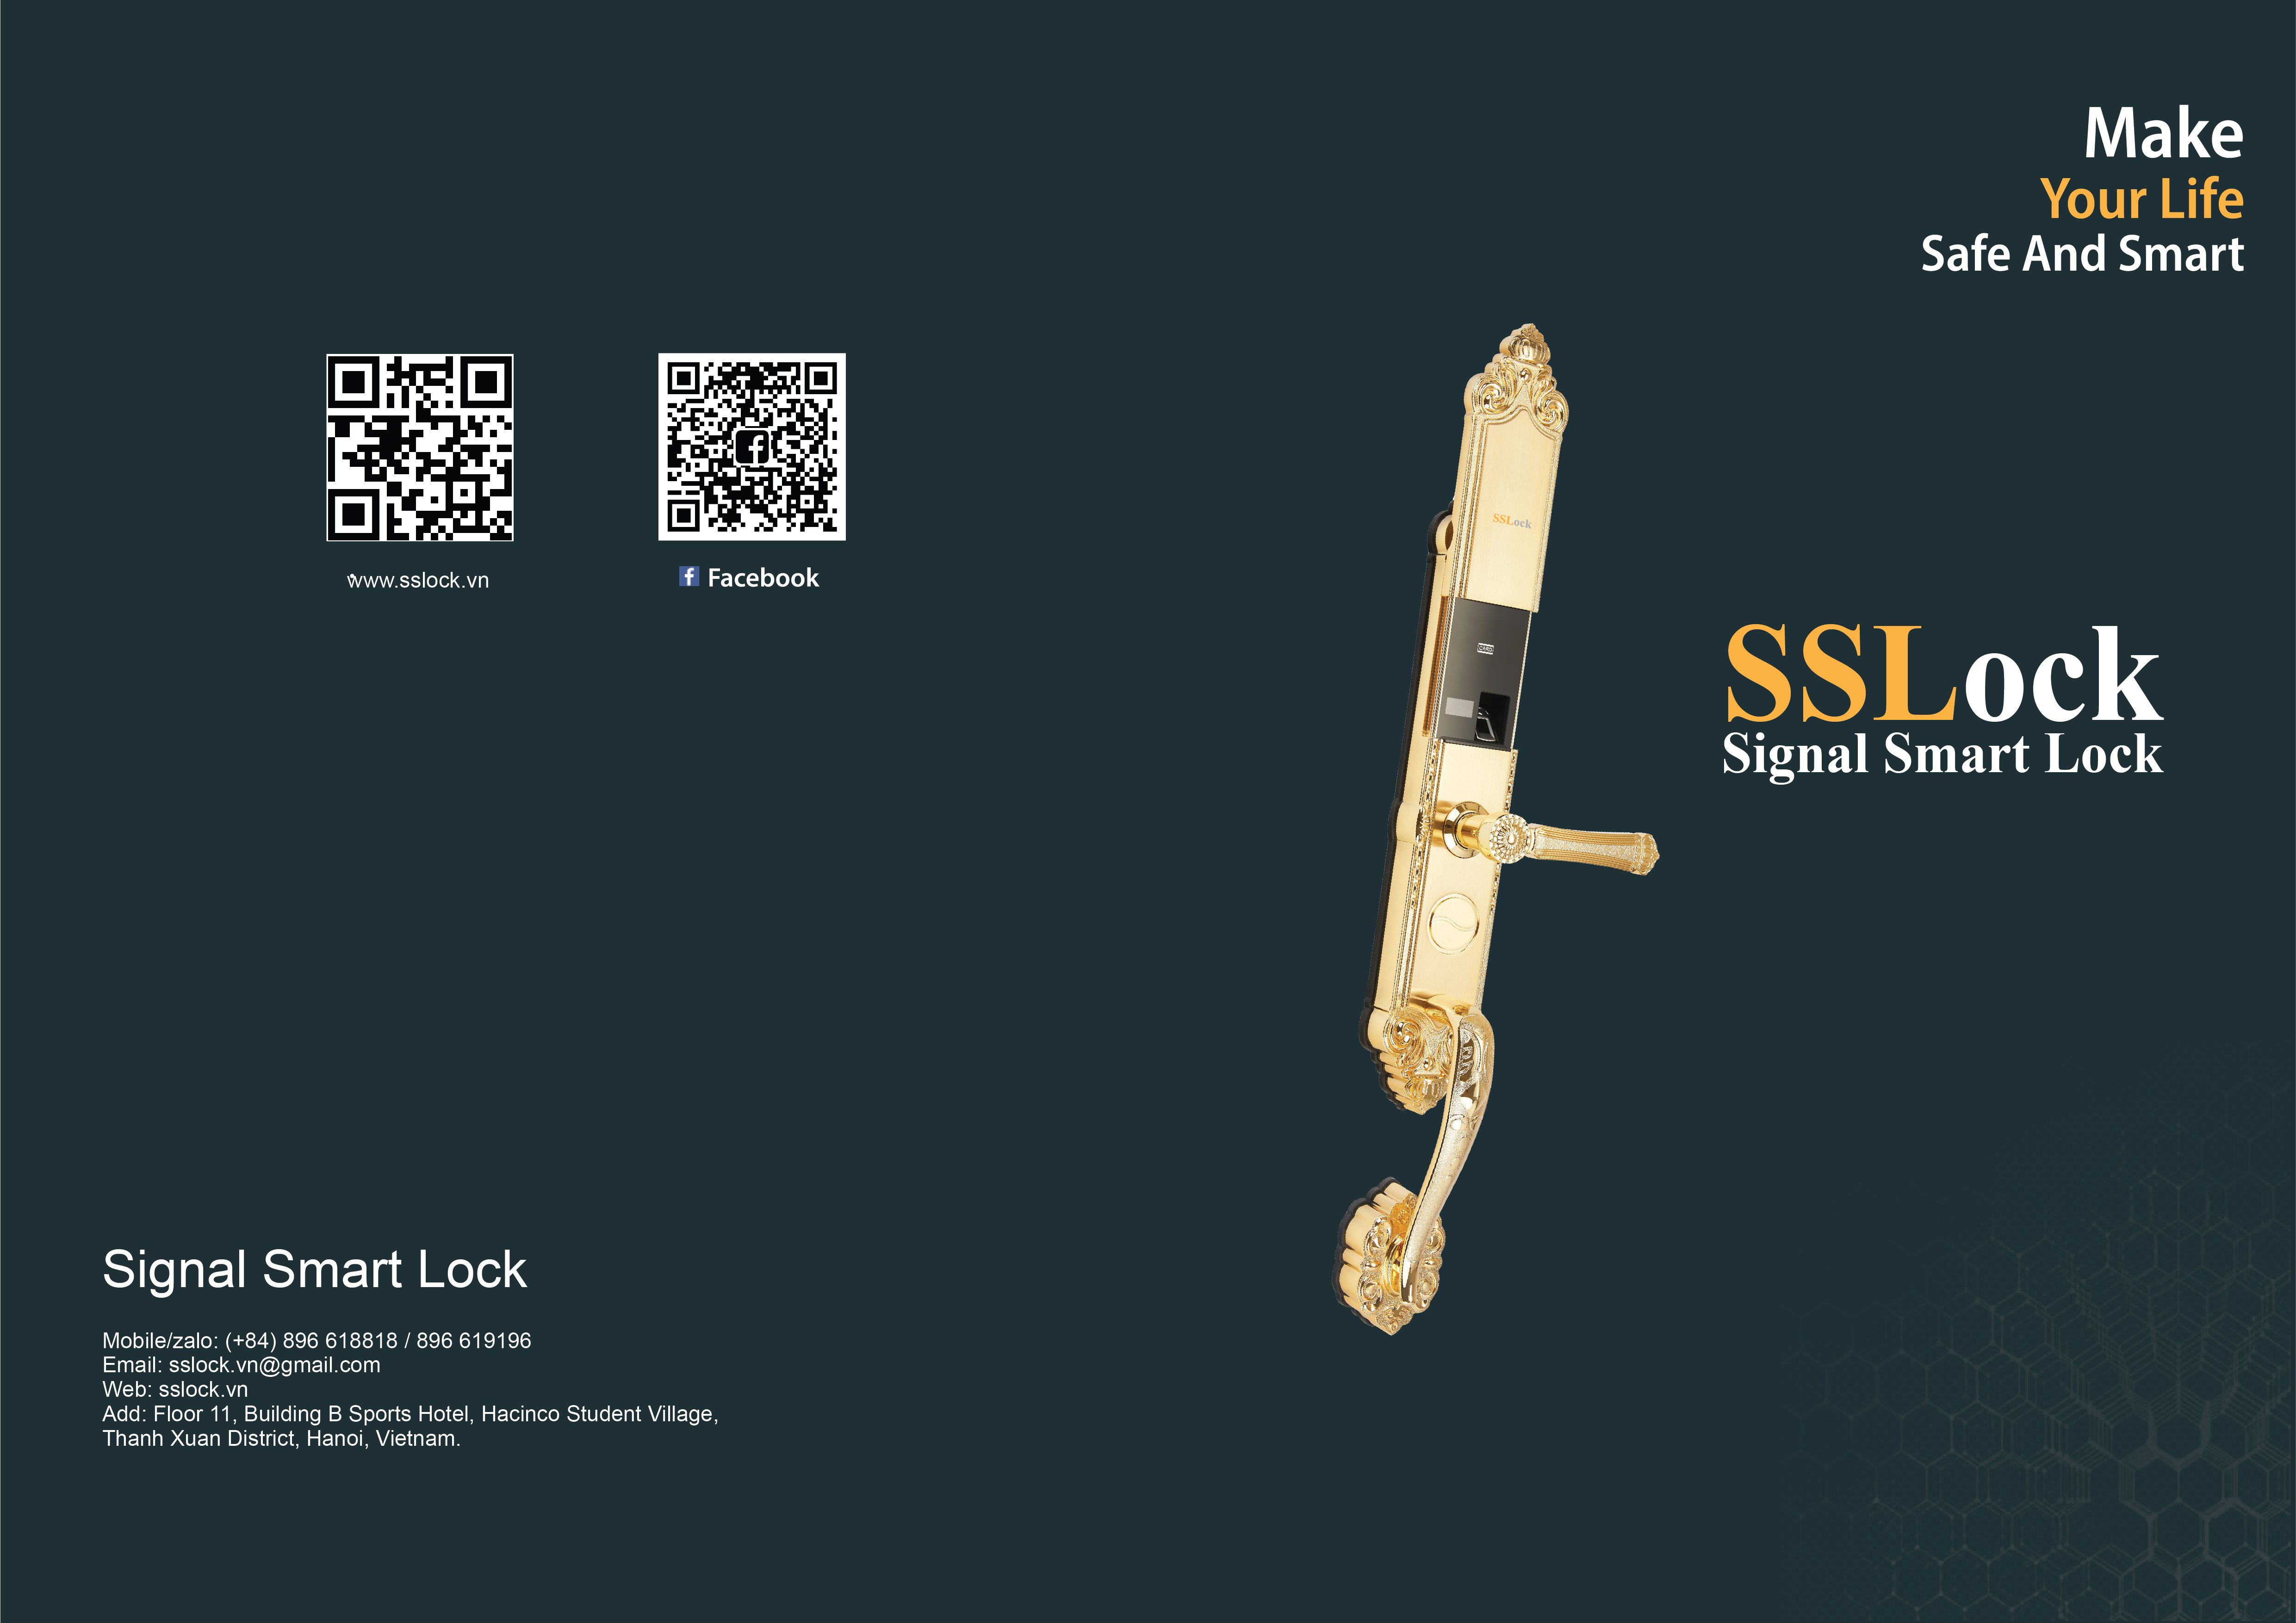 Make
Your Life
Safe And Smart
www.sslock.vn
Facebook
SSLock
CARD
SSLock
Signal Smart Lock
Signal Smart Lock
Mobile/zalo: (+84) 896 618818 / 896 619196
Email: sslock.vn@gmail.com
Web: sslock.vn
Add: Floor 11, Building B Sports Hotel, Hacinco Student Village,
Thanh Xuan District, Hanoi, Vietnam.